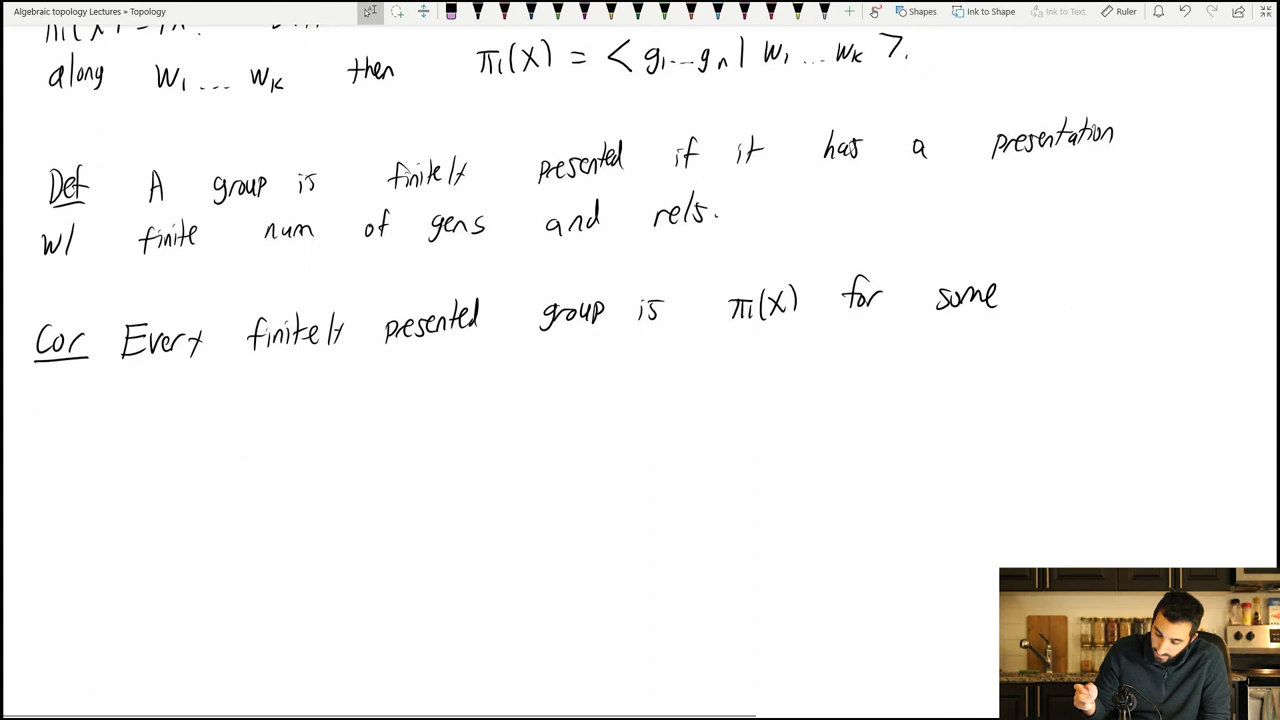 Algebraic topology Lectures » Topology
Shapes Ink to Shape Ink to Text Ruler
along w1 .... wk then π1(X) = < g1...gn | w1 ... wk >.
Def A group is finitely presented if it has a presentation
w/ finite num of gens and rels.
Cor Every finitely presented group is π1(X) for some